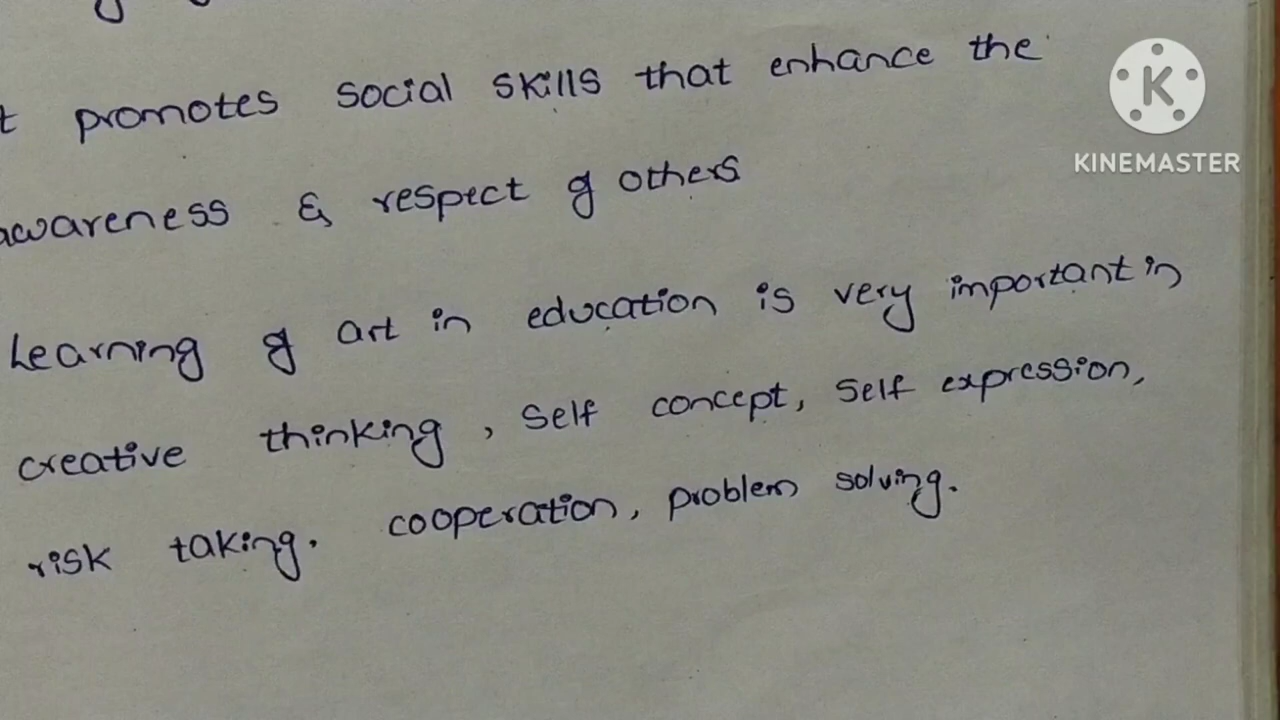 t promotes social skills that enhance the
awareness & respect of others
Learning of art in education is very important in
creative thinking, self concept, self expression,
risk taking. cooperation, problem solving.
K
KINEMASTER